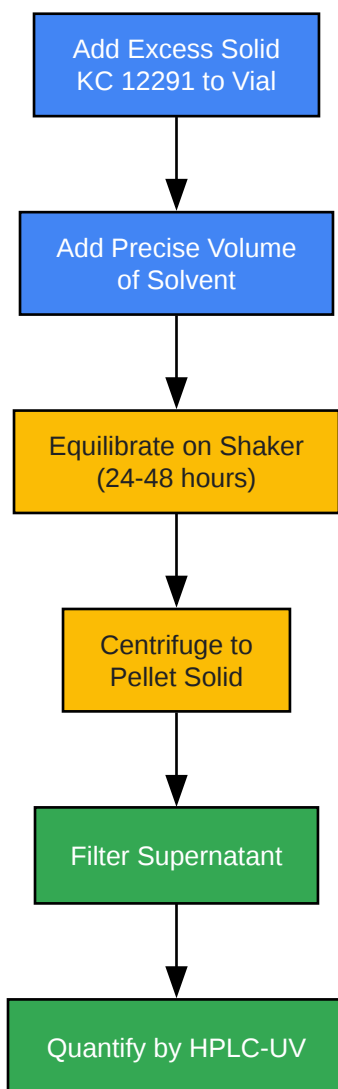 Add Excess Solid
KC 12291 to Vial
Add Precise Volume
of Solvent
Equilibrate on Shaker
(24-48 hours)
Centrifuge to
Pellet Solid
Filter Supernatant
Quantify by HPLC-UV